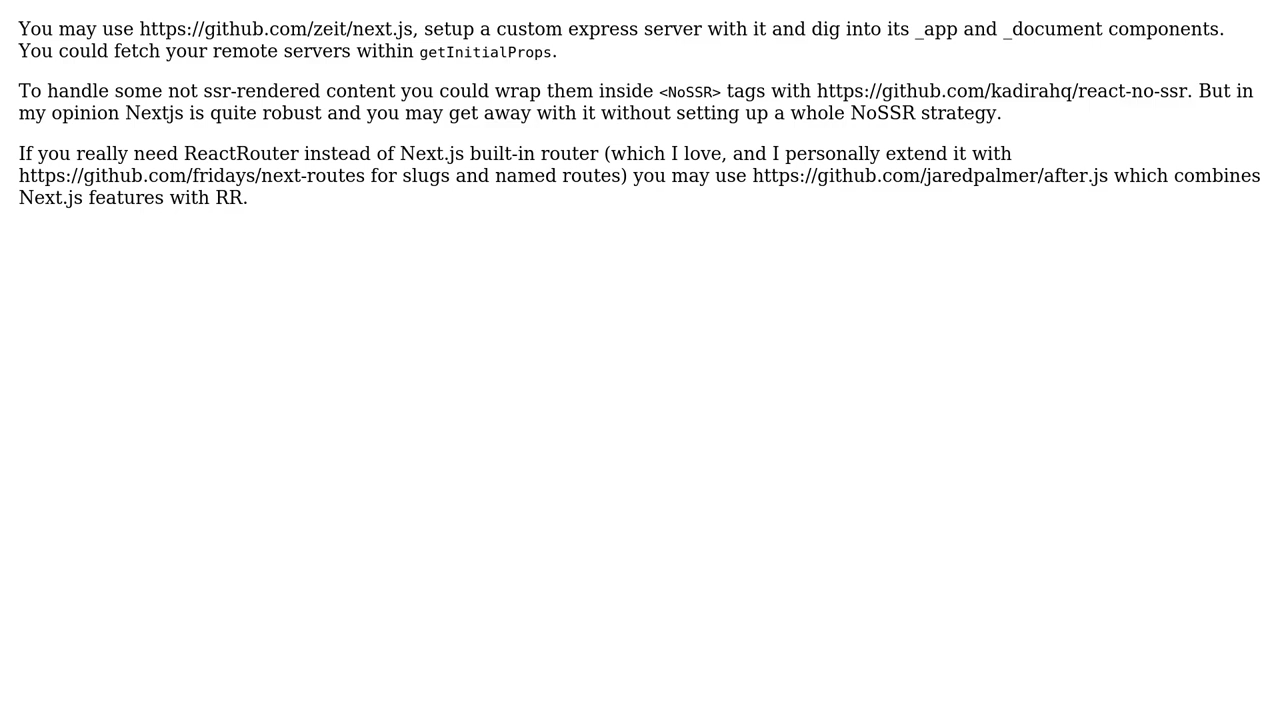 You may use https://github.com/zeit/next.js, setup a custom express server with it and dig into its _app and _document components.
You could fetch your remote servers within getInitialProps.
To handle some not ssr-rendered content you could wrap them inside <NoSSR> tags with https://github.com/kadirahq/react-no-ssr. But in
my opinion Nextjs is quite robust and you may get away with it without setting up a whole NoSSR strategy.
If you really need ReactRouter instead of Next.js built-in router (which I love, and I personally extend it with
https://github.com/fridays/next-routes for slugs and named routes) you may use https://github.com/jaredpalmer/after.js which combines
Next.js features with RR.